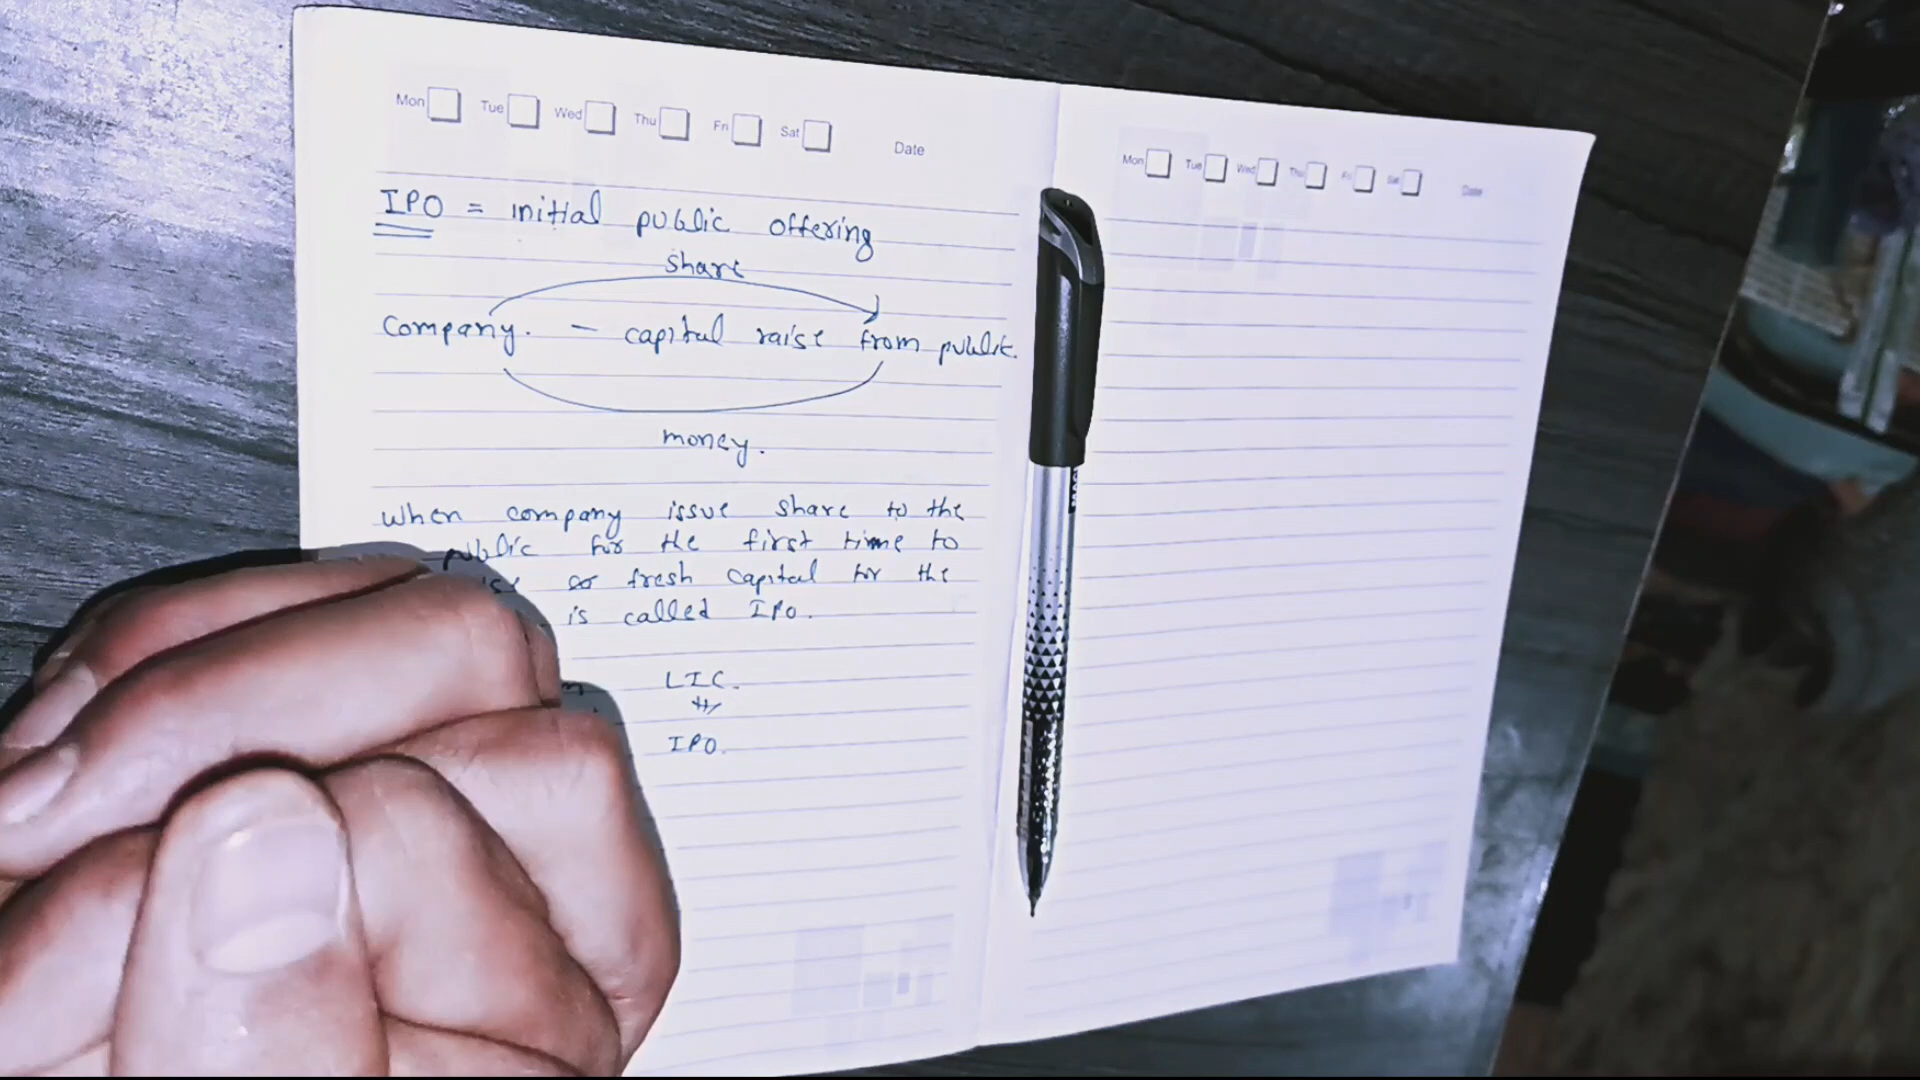 Mon Tue Wed Thu Fri Sat Date
IPO = initial public offering
share
company. - capital raise from public.
money.
when company issue share to the
public for the first time to
fresh capital for the
is called IPO.
LIC.
IPO.
Mon Tue Wed Thu Fri Sat Date